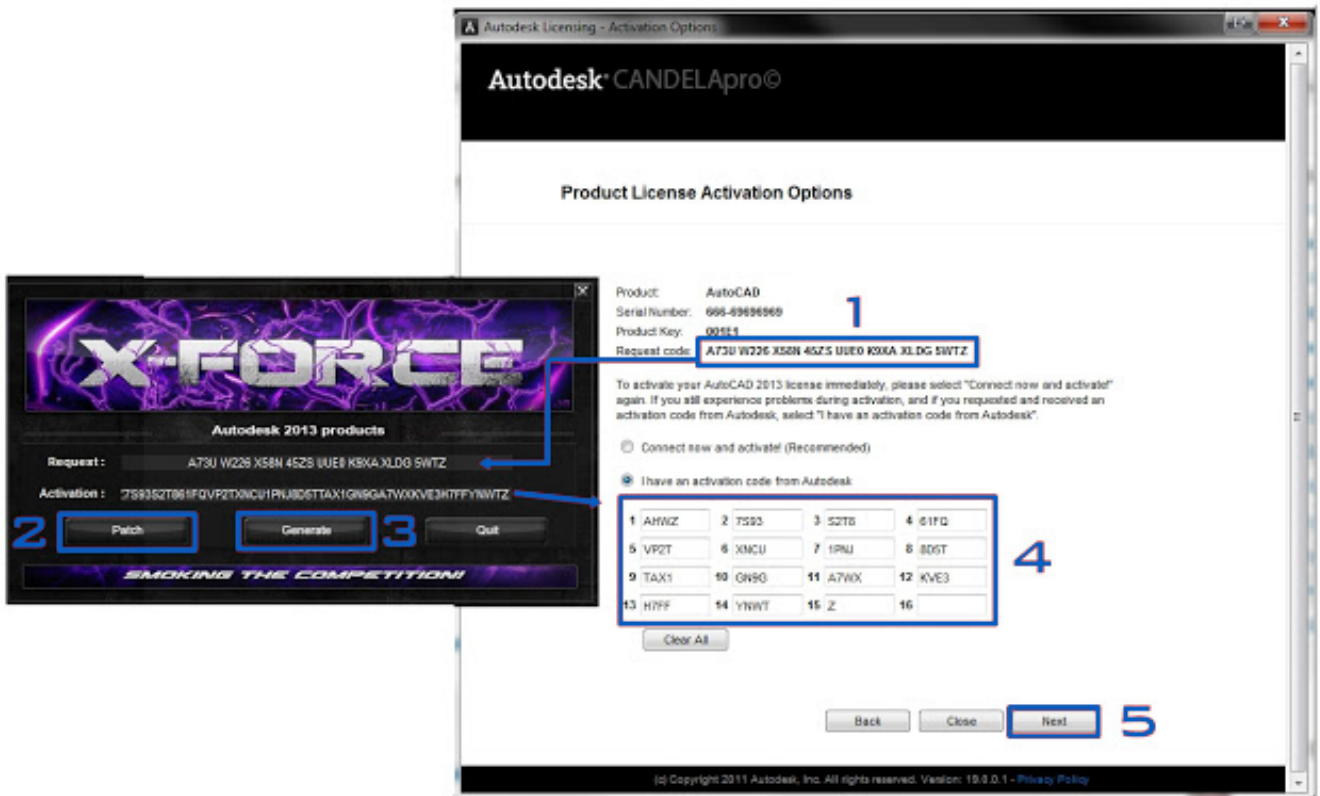 Autodesk Licensing - Activation Options
Autodesk CANDELApro©
Product License Activation Options
Product: AutoCAD
Serial Number: 666-69696969
Product Key: 001E1
1
Request code: A73U W226 X58N 45ZS UUE0 K9XA XLDG 5WTZ
To activate your AutoCAD 2013 license immediately, please select "Connect now and activate!"
again. If you still experience problems during activation, and if you requested and received an
activation code from Autodesk, select "I have an activation code from Autodesk".
Connect now and activate! (Recommended)
I have an activation code from Autodesk
1 AHWZ 2 7S93 3 S2T8 4 61FQ
5 VP2T 6 XNCU 7 1PNJ 8 8D5T
9 TAX1 10 GN9G 11 A7WX 12 KVE3
13 H7FF 14 YNWT 15 Z 16
4
Clear All
Back Close Next 5
(c) Copyright 2011 Autodesk, Inc. All rights reserved. Version: 19.0.0.1 - Privacy Policy
X-FORCE
Autodesk 2013 products
Request: A73U W226 X58N 45ZS UUE0 K9XA XLDG 5WTZ
Activation:
2 Patch Generate 3 Quit
SMOKING THE COMPETITION!